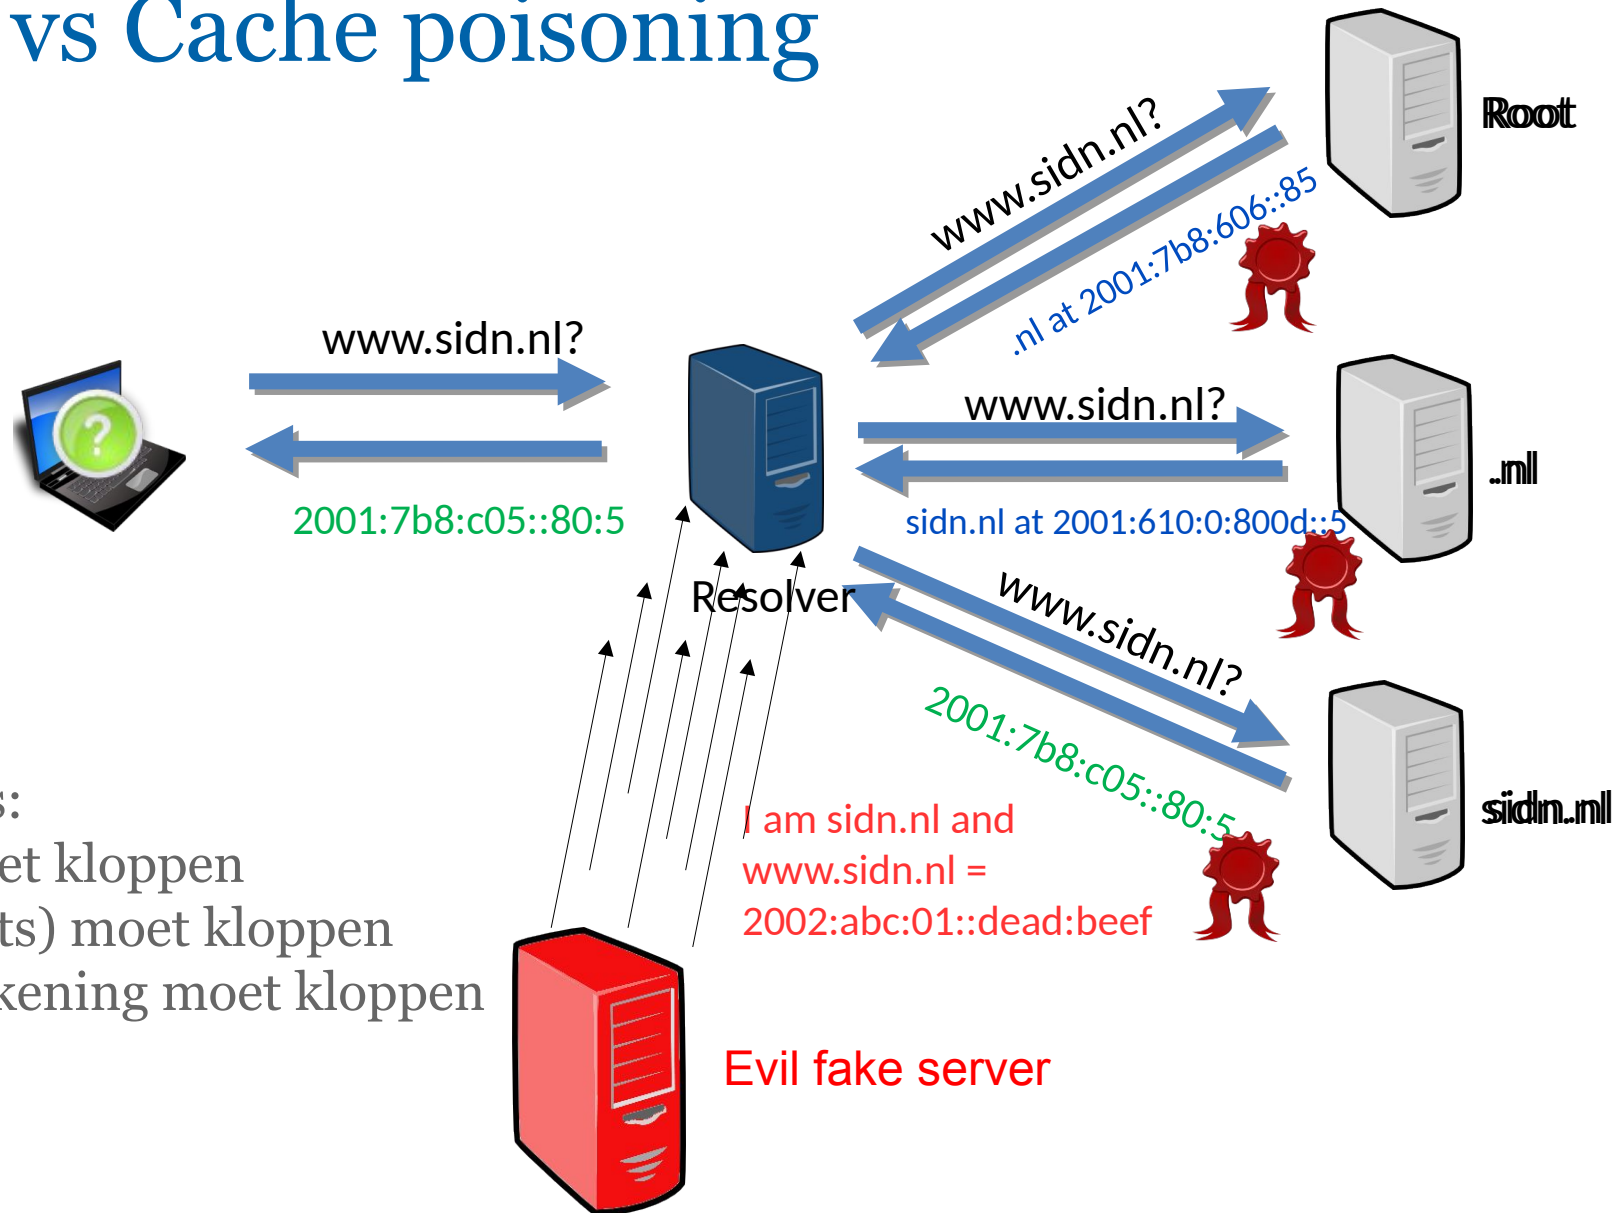 vs Cache poisoning
Root
www.sidn.nl?
.nl at 2001:7b8:606::85
www.sidn.nl?
www.sidn.nl?
.nl
2001:7b8:c05::80:5
sidn.nl at 2001:610:0:800d::5
Resolver
www.sidn.nl?
2001:7b8:c05::80:5
sidn.nl
s:
et kloppen
ts) moet kloppen
kening moet kloppen
I am sidn.nl and
www.sidn.nl =
2002:abc:01::dead:beef
Evil fake server